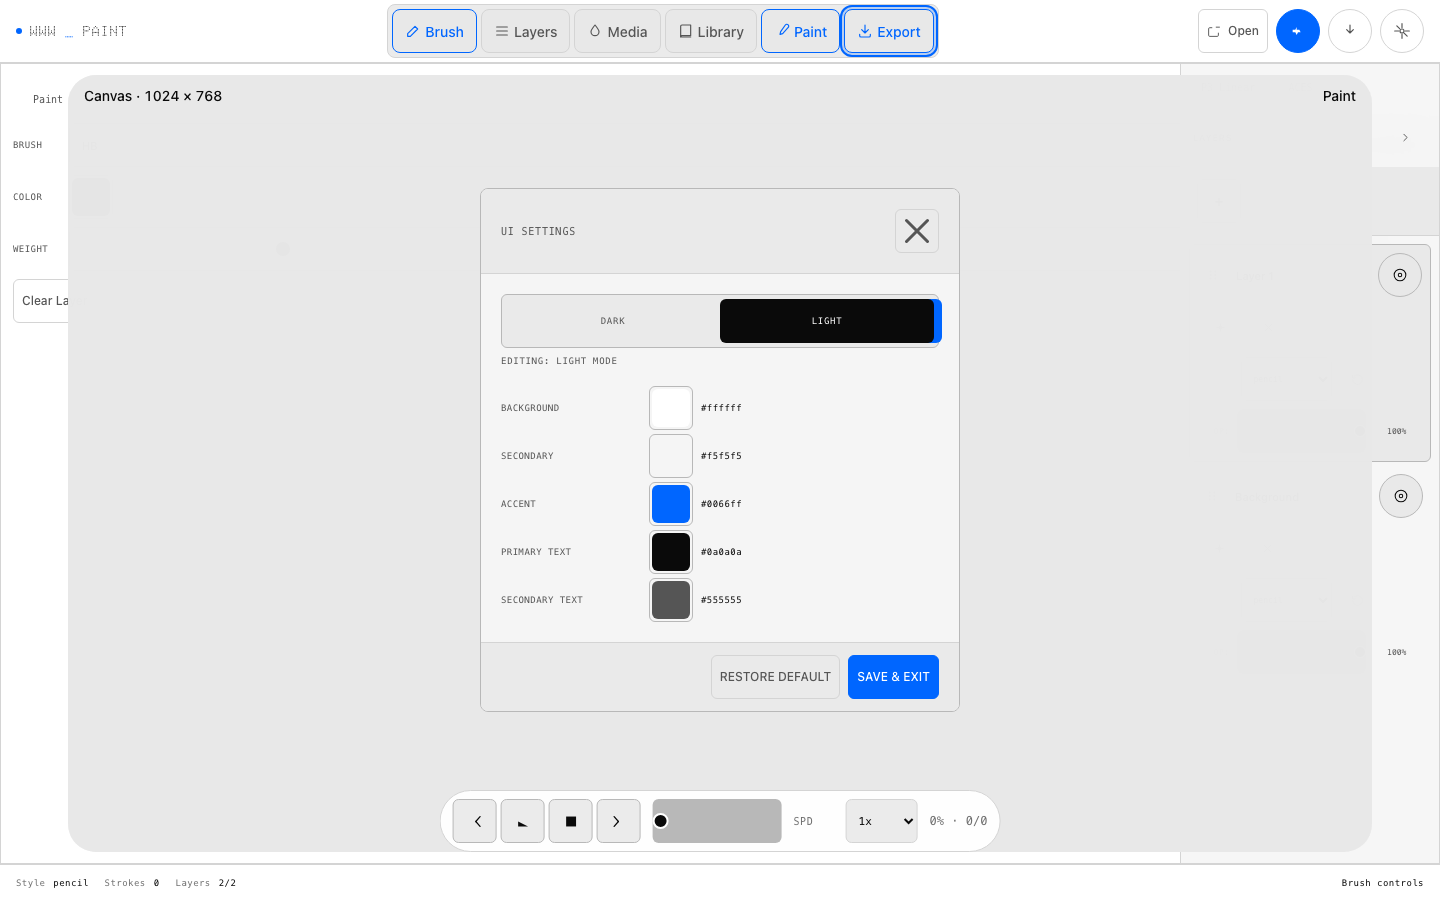 WWW _ PAINT
Brush
Layers
Media
Library
Paint
Export
Open
Paint
Canvas · 1024 × 768
Paint
BRUSH
COLOR
WEIGHT
Clear La
UI SETTINGS
DARK
LIGHT
EDITING: LIGHT MODE
BACKGROUND #ffffff
SECONDARY #f5f5f5
ACCENT #0066ff
PRIMARY TEXT #0a0a0a
SECONDARY TEXT #555555
RESTORE DEFAULT
SAVE & EXIT
100%
100%
SPD
1x
0% · 0/0
Style pencil Strokes 0 Layers 2/2
Brush controls